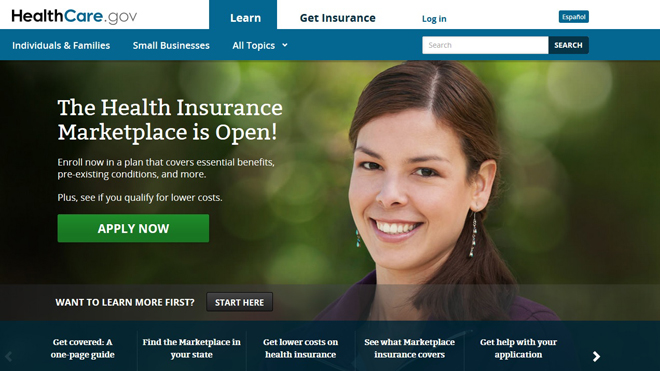 HealthCare.gov
Learn
Get Insurance
Log in
Español
Individuals & Families
Small Businesses
All Topics
Search
SEARCH
The Health Insurance
Marketplace is Open!
Enroll now in a plan that covers essential benefits,
pre-existing conditions, and more.
Plus, see if you qualify for lower costs.
APPLY NOW
WANT TO LEARN MORE FIRST?
START HERE
Get covered: A
one-page guide
Find the Marketplace in
your state
Get lower costs on
health insurance
See what Marketplace
insurance covers
Get help with your
application